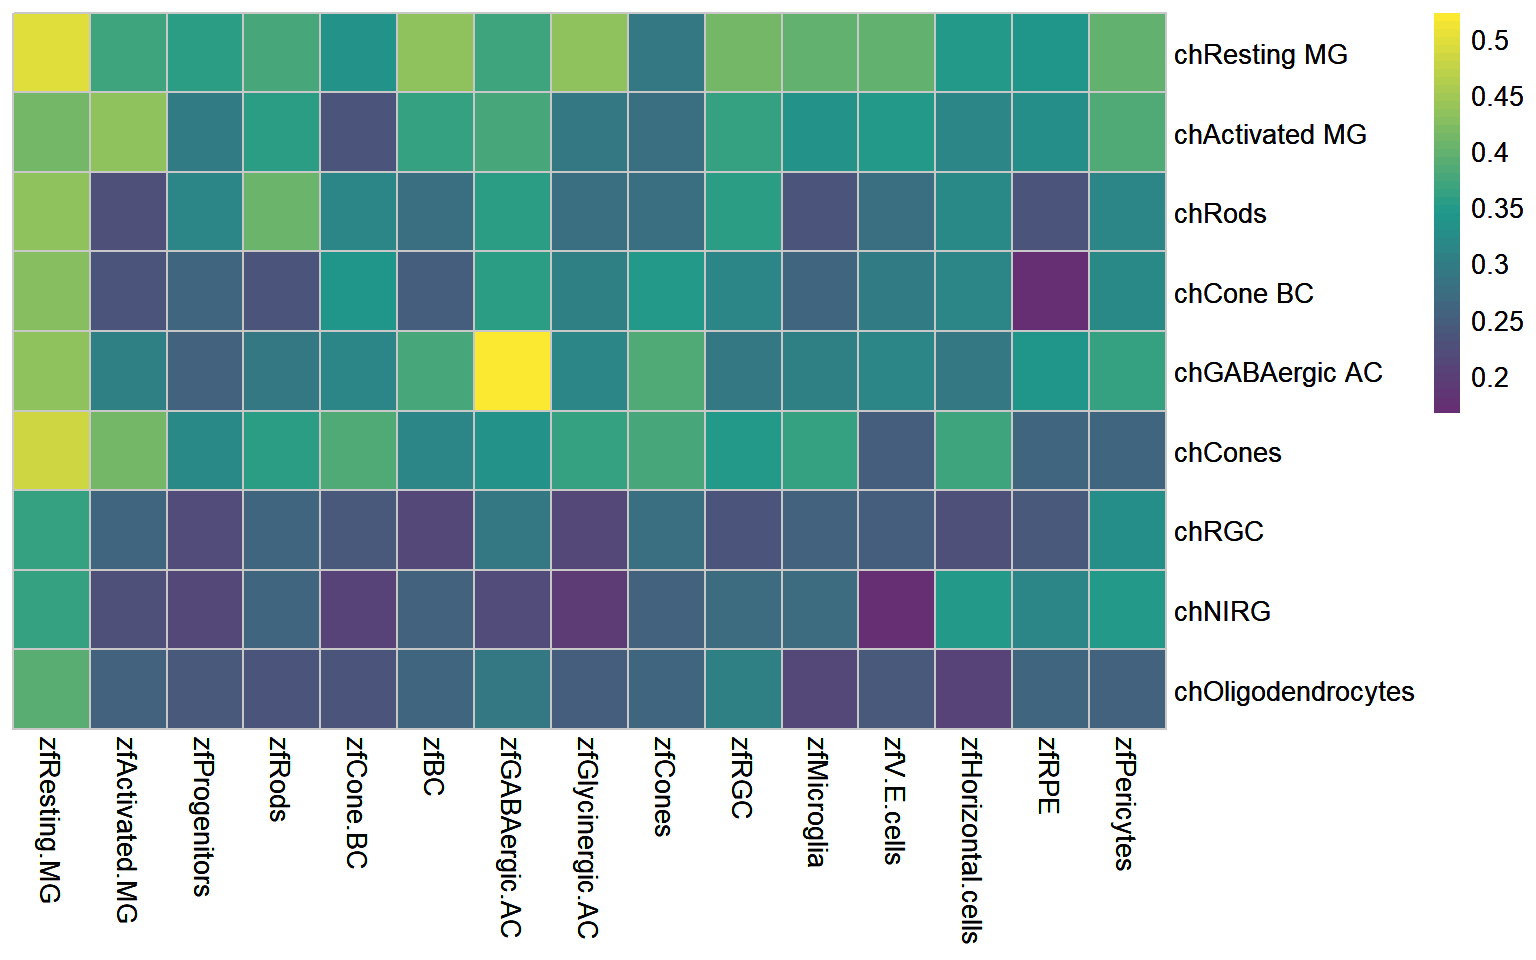 chResting MG
chActivated MG
chRods
chCone BC
chGABAergic AC
chCones
chRGC
chNIRG
chOligodendrocytes
0.5
0.45
0.4
0.35
0.3
0.25
0.2
zfResting.MG
zfActivated.MG
zfProgenitors
zfRods
zfCone.BC
zfBC
zfGABAergic.AC
zfGlycinergic.AC
zfCones
zfRGC
zfMicroglia
zfV.E.cells
zfHorizontal.cells
zfRPE
zfPericytes